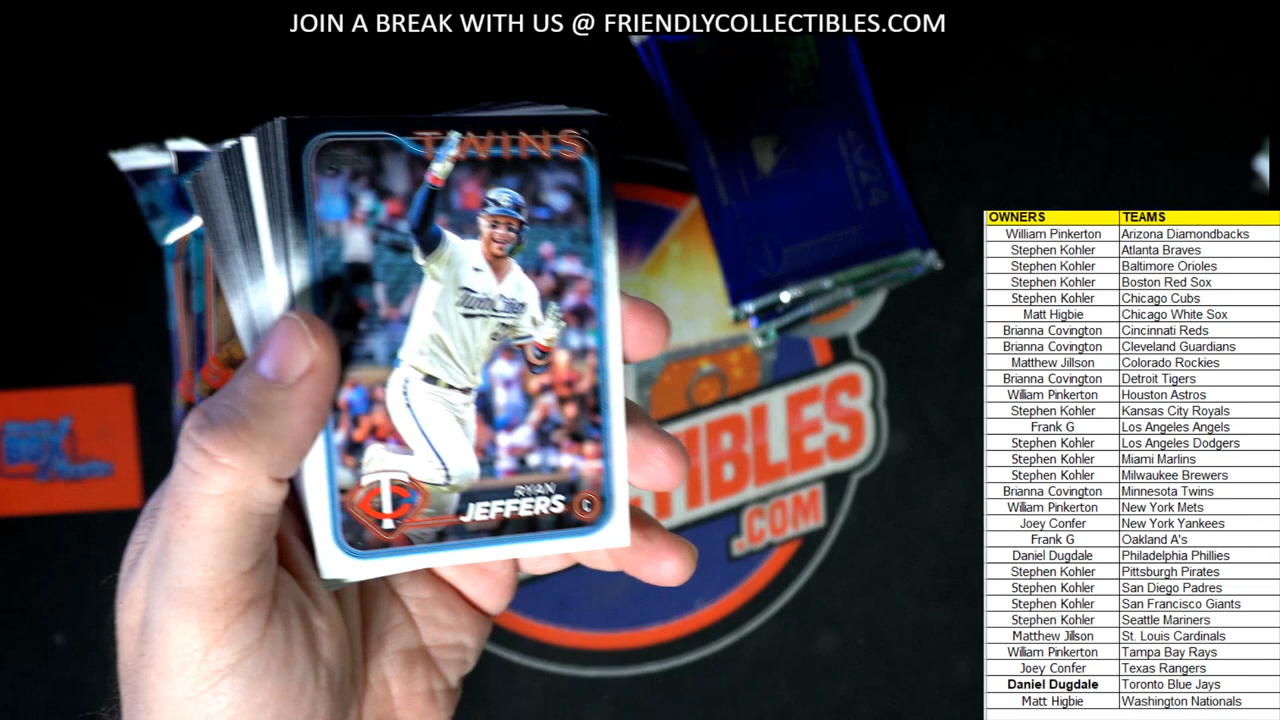 JOIN A BREAK WITH US @ FRIENDLYCOLLECTIBLES.COM
TWINS
Twin Cities
RYAN
JEFFERS
C
TIBLES
.COM
OWNERS TEAMS
William Pinkerton Arizona Diamondbacks
Stephen Kohler Atlanta Braves
Stephen Kohler Baltimore Orioles
Stephen Kohler Boston Red Sox
Stephen Kohler Chicago Cubs
Matt Higbie Chicago White Sox
Brianna Covington Cincinnati Reds
Brianna Covington Cleveland Guardians
Matthew Jillson Colorado Rockies
Brianna Covington Detroit Tigers
William Pinkerton Houston Astros
Stephen Kohler Kansas City Royals
Frank G Los Angeles Angels
Stephen Kohler Los Angeles Dodgers
Stephen Kohler Miami Marlins
Stephen Kohler Milwaukee Brewers
Brianna Covington Minnesota Twins
William Pinkerton New York Mets
Joey Confer New York Yankees
Frank G Oakland A's
Daniel Dugdale Philadelphia Phillies
Stephen Kohler Pittsburgh Pirates
Stephen Kohler San Diego Padres
Stephen Kohler San Francisco Giants
Stephen Kohler Seattle Mariners
Matthew Jillson St. Louis Cardinals
William Pinkerton Tampa Bay Rays
Joey Confer Texas Rangers
Daniel Dugdale Toronto Blue Jays
Matt Higbie Washington Nationals